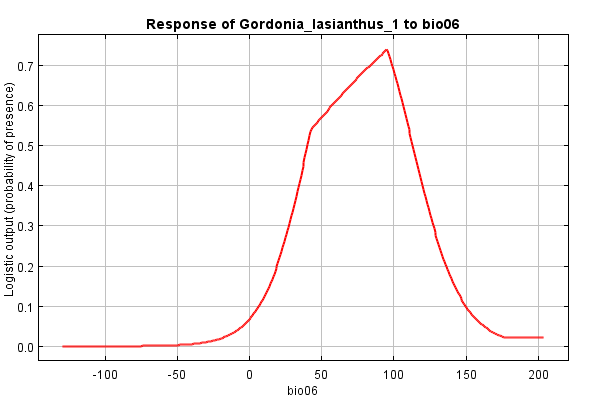 Response of Gordonia_lasianthus_1 to bio06
Logistic output (probability of presence)
0.7
0.6
0.5
0.4
0.3
0.2
0.1
0.0
-100 -50 0 50 100 150 200
bio06